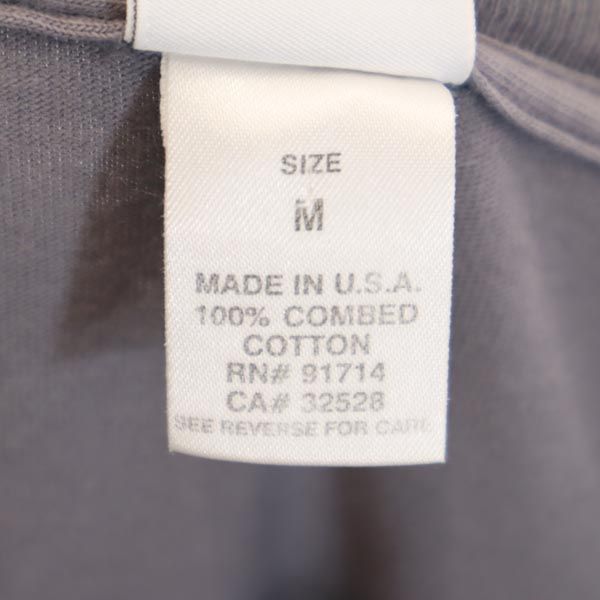 SIZE
M
MADE IN U.S.A.
100% COMBED
COTTON
RN# 91714
CA# 32528
SEE REVERSE FOR CARE